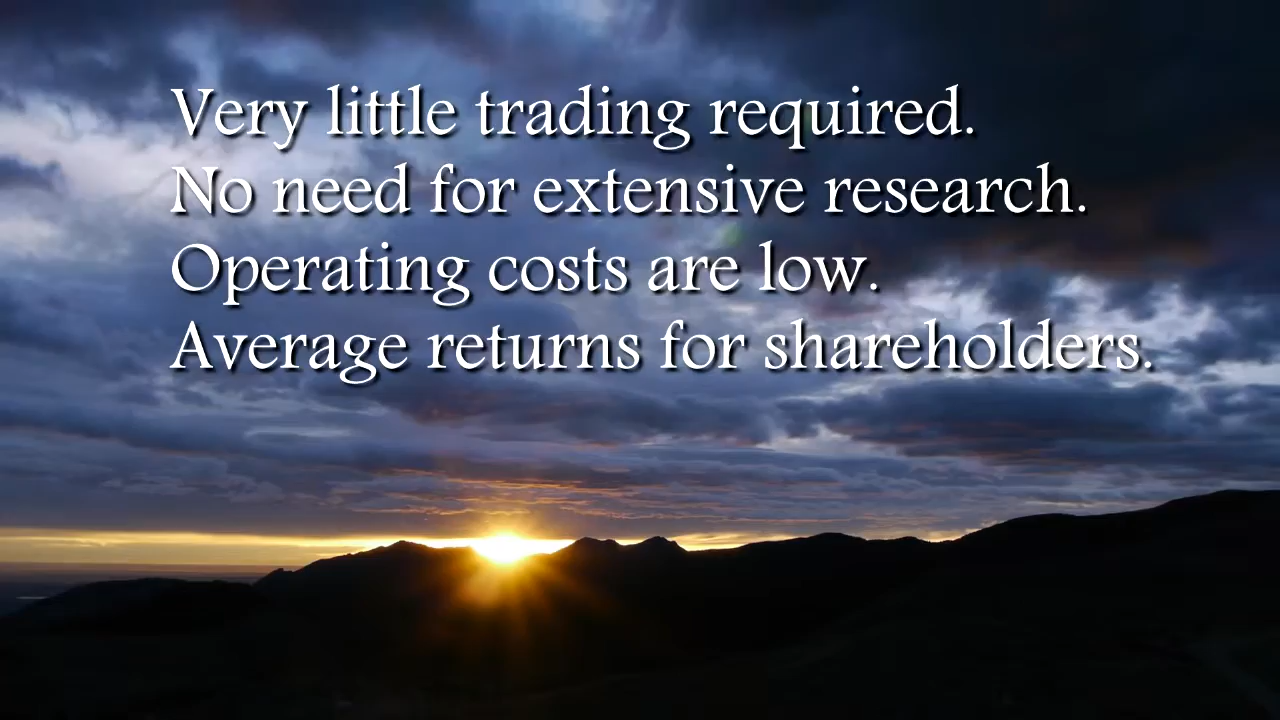 Very little trading required.
No need for extensive research.
Operating costs are low.
Average returns for shareholders.